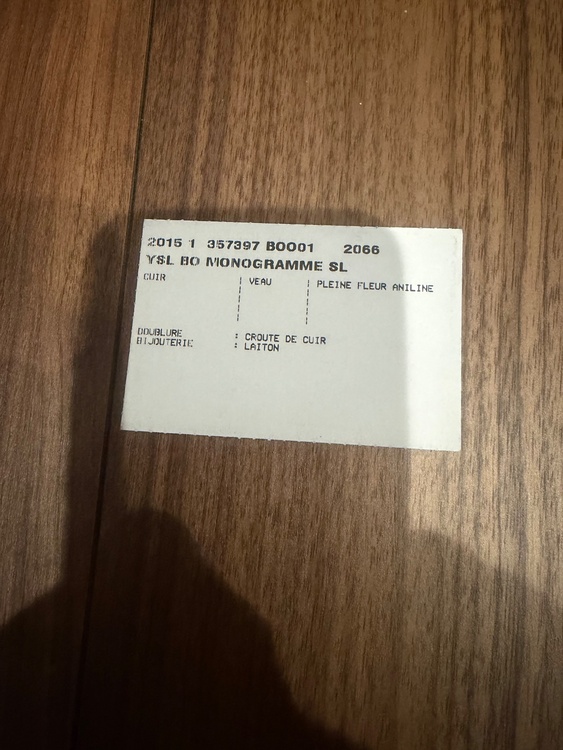 2015 1 357397 BOO01 2066
YSL BO MONOGRAMME SL
CUIR | VEAU | PLEINE FLEUR ANILINE
DOUBLURE : CROUTE DE CUIR
BIJOUTERIE : LAITON